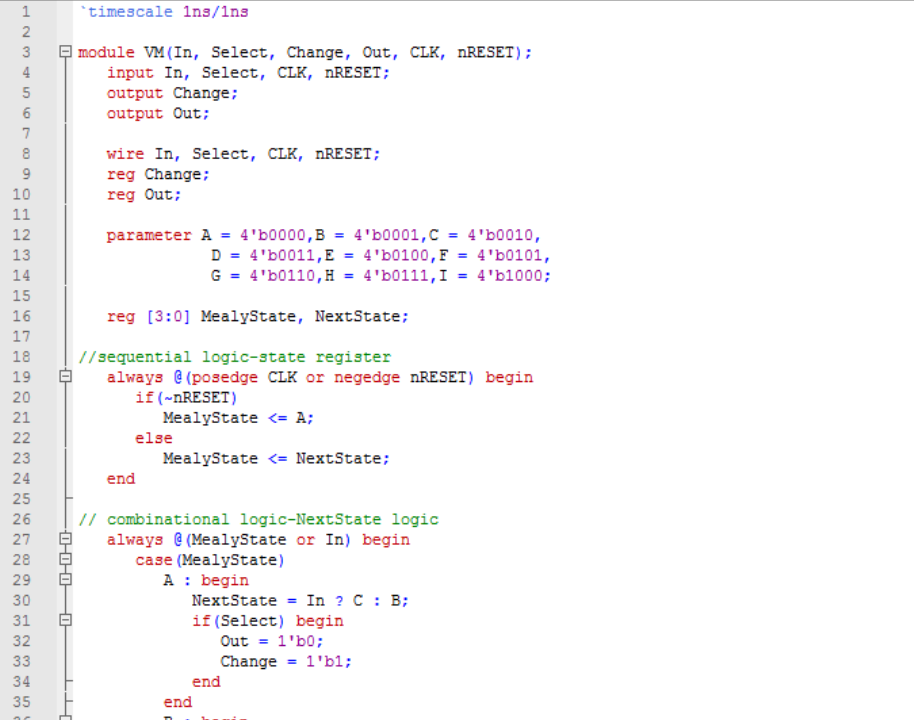 1 `timescale 1ns/1ns
2
3 module VM(In, Select, Change, Out, CLK, nRESET);
4 input In, Select, CLK, nRESET;
5 output Change;
6 output Out;
7
8 wire In, Select, CLK, nRESET;
9 reg Change;
10 reg Out;
11
12 parameter A = 4'b0000,B = 4'b0001,C = 4'b0010,
13 D = 4'b0011,E = 4'b0100,F = 4'b0101,
14 G = 4'b0110,H = 4'b0111,I = 4'b1000;
15
16 reg [3:0] MealyState, NextState;
17
18 //sequential logic-state register
19 always @(posedge CLK or negedge nRESET) begin
20 if(~nRESET)
21 MealyState <= A;
22 else
23 MealyState <= NextState;
24 end
25
26 // combinational logic-NextState logic
27 always @(MealyState or In) begin
28 case(MealyState)
29 A : begin
30 NextState = In ? C : B;
31 if(Select) begin
32 Out = 1'b0;
33 Change = 1'b1;
34 end
35 end